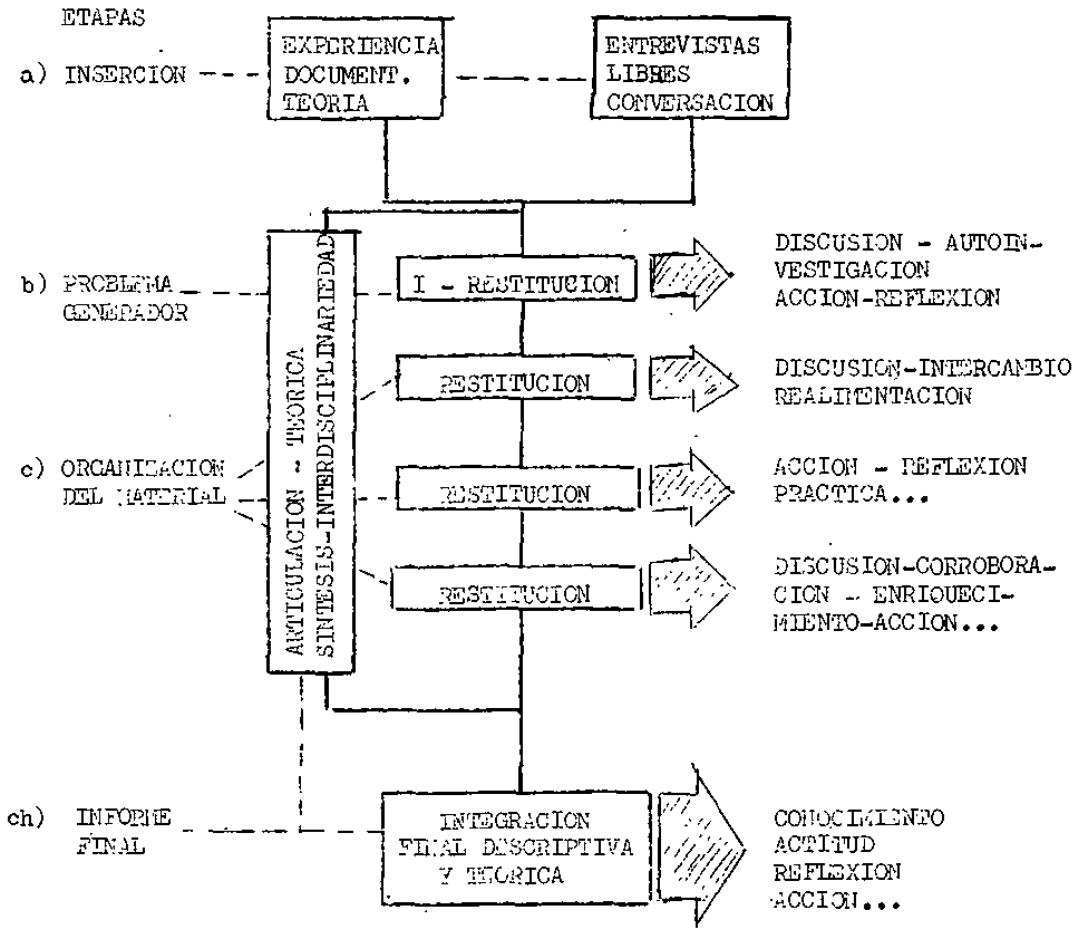 ETAPAS
a) INSERCION
EXPERIENCIA
DOCUMENT.
TEORIA
ENTREVISTAS
LIBRES
CONVERSACION
ARTICULACION - TEORICA
SINTESIS-INTERDISCIPLINARIEDAD
b) PROBLEMA
GENERADOR
I - RESTITUCION
DISCUSION - AUTOIN-
VESTIGACION
ACCION-REFLEXION
RESTITUCION
DISCUSION-INTERCAMBIO
REALIMENTACION
c) ORGANIZACION
DEL MATERIAL
RESTITUCION
ACCION - REFLEXION
PRACTICA...
RESTITUCION
DISCUSION-CORROBORA-
CION - ENRIQUECI-
MIENTO-ACCION...
ch) INFORME
FINAL
INTEGRACION
FINAL DESCRIPTIVA
Y TEORICA
CONOCIMIENTO
ACTITUD
REFLEXION
ACCION...